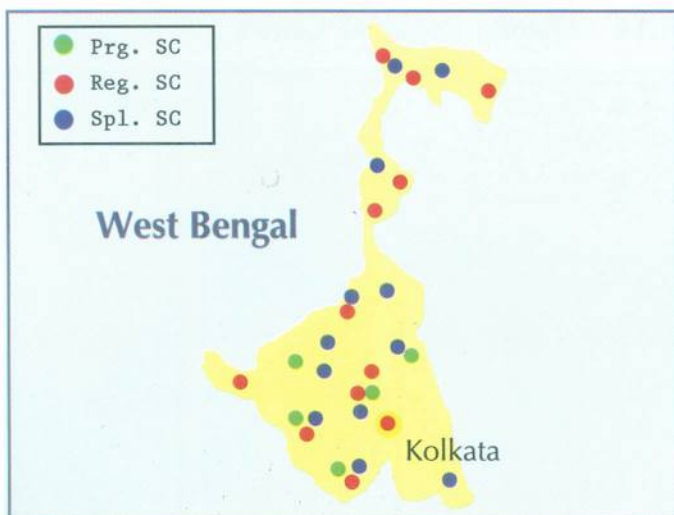 Prg. SC
Reg. SC
Spl. SC
West Bengal
Kolkata